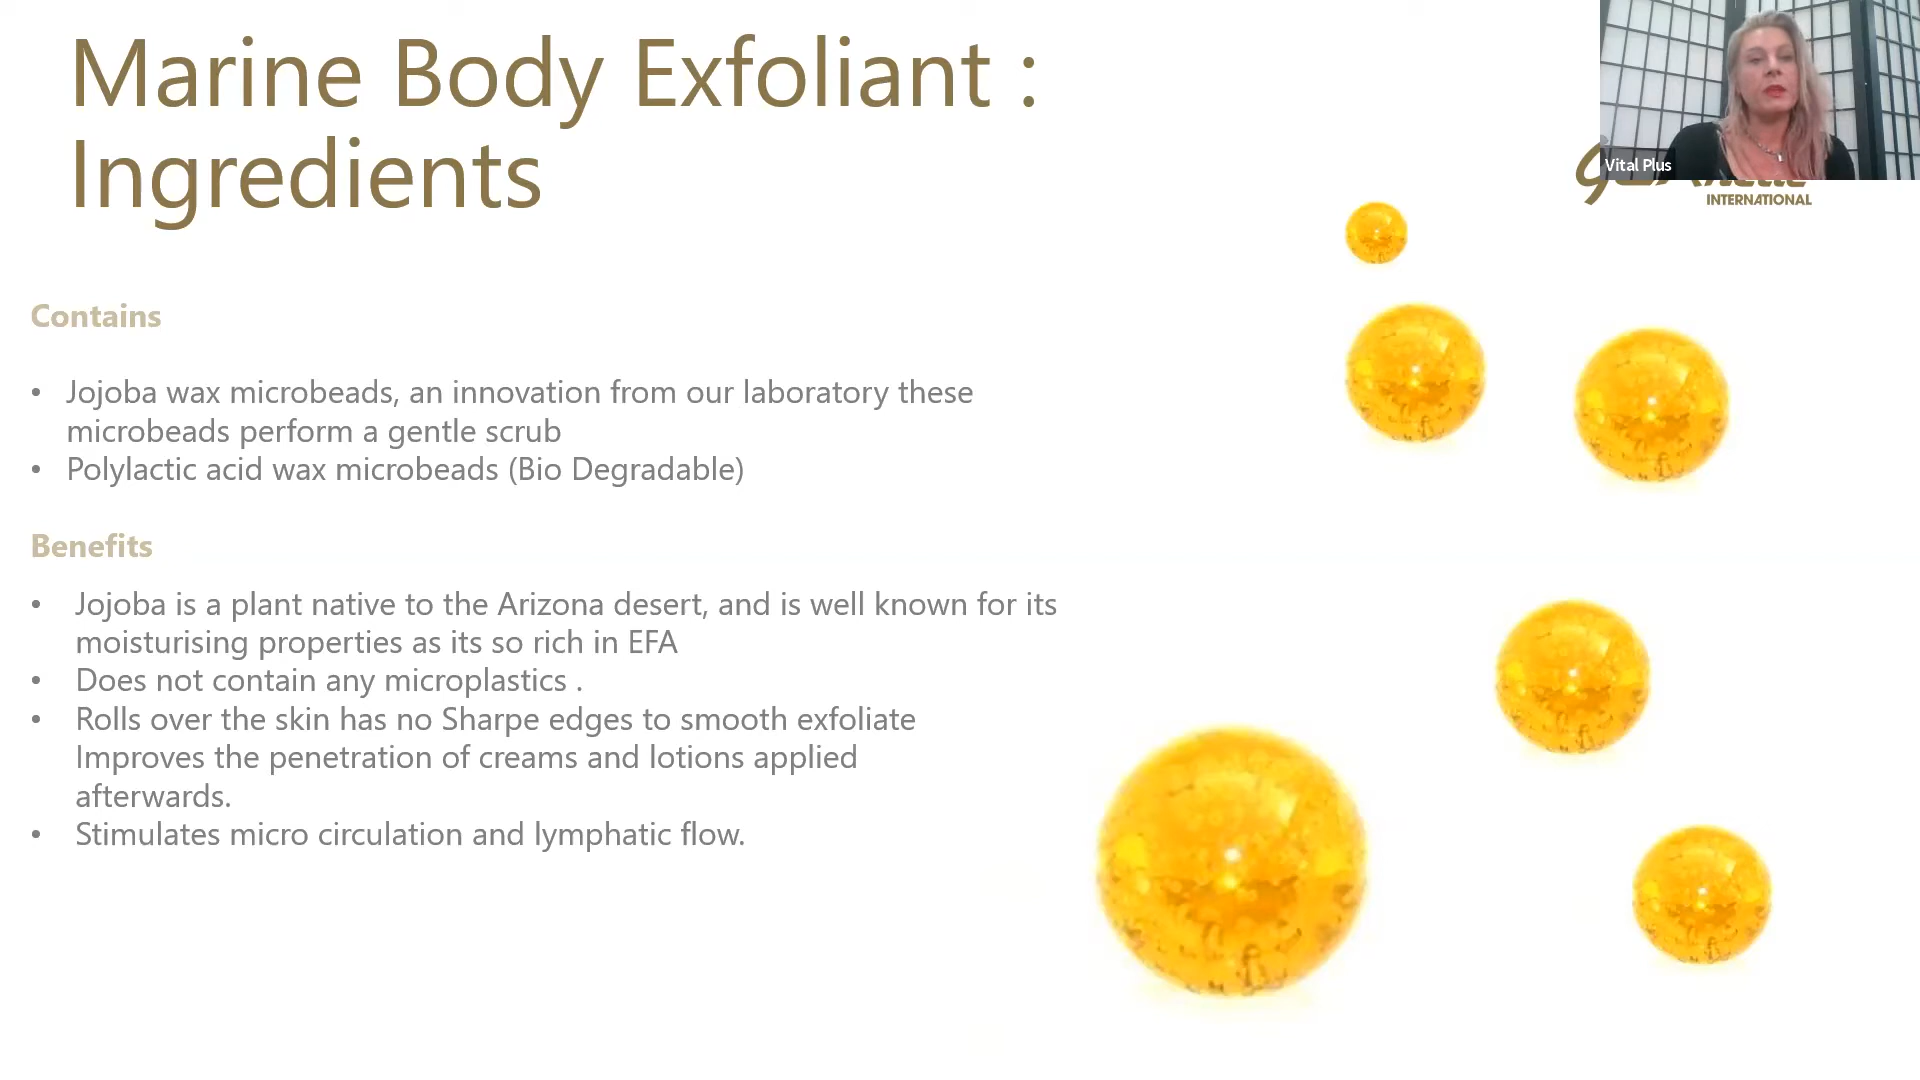 Marine Body Exfoliant :
Ingredients
Vital Plus
INTERNATIONAL
Contains
• Jojoba wax microbeads, an innovation from our laboratory these
microbeads perform a gentle scrub
• Polylactic acid wax microbeads (Bio Degradable)
Benefits
• Jojoba is a plant native to the Arizona desert, and is well known for its
moisturising properties as its so rich in EFA
• Does not contain any microplastics .
• Rolls over the skin has no Sharpe edges to smooth exfoliate
Improves the penetration of creams and lotions applied
afterwards.
• Stimulates micro circulation and lymphatic flow.